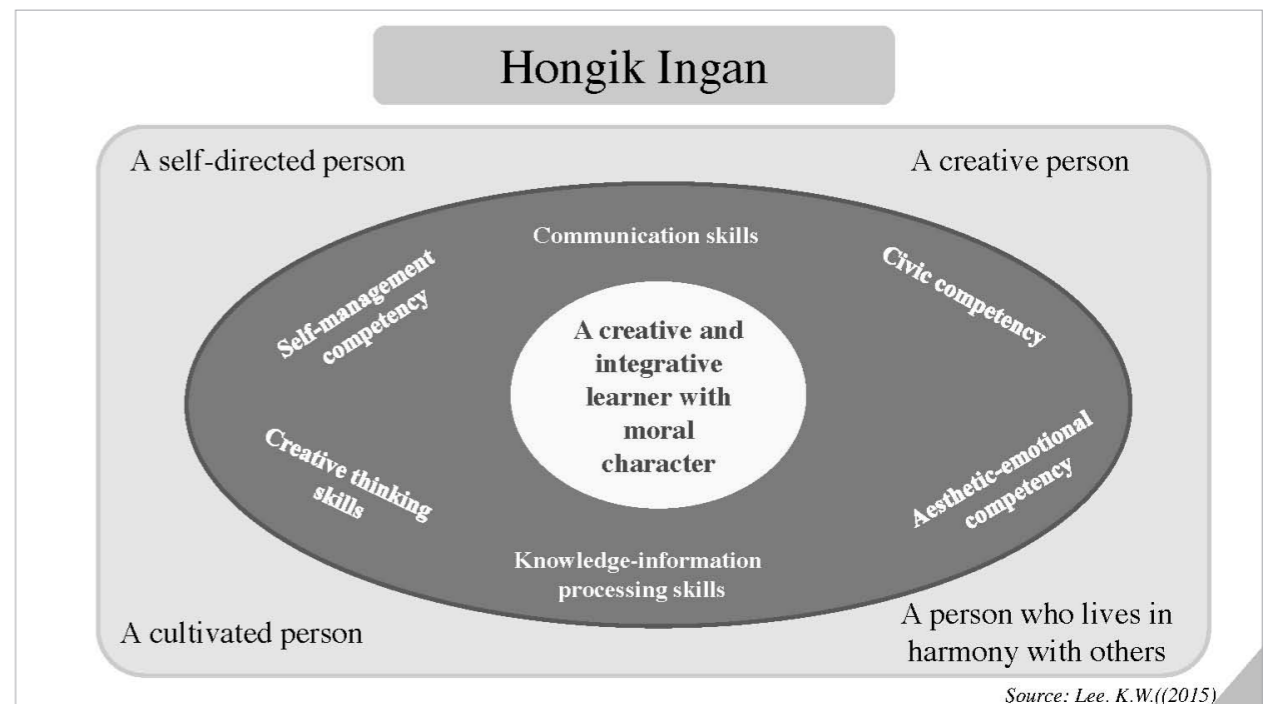 Hongik Ingan
A self-directed person
A creative person
Communication skills
Self-management
competency
Civic competency
A creative and
integrative
learner with
moral
character
Creative thinking
skills
Aesthetic-emotional
competency
Knowledge-information
processing skills
A cultivated person
A person who lives in
harmony with others
Source: Lee. K.W.((2015)